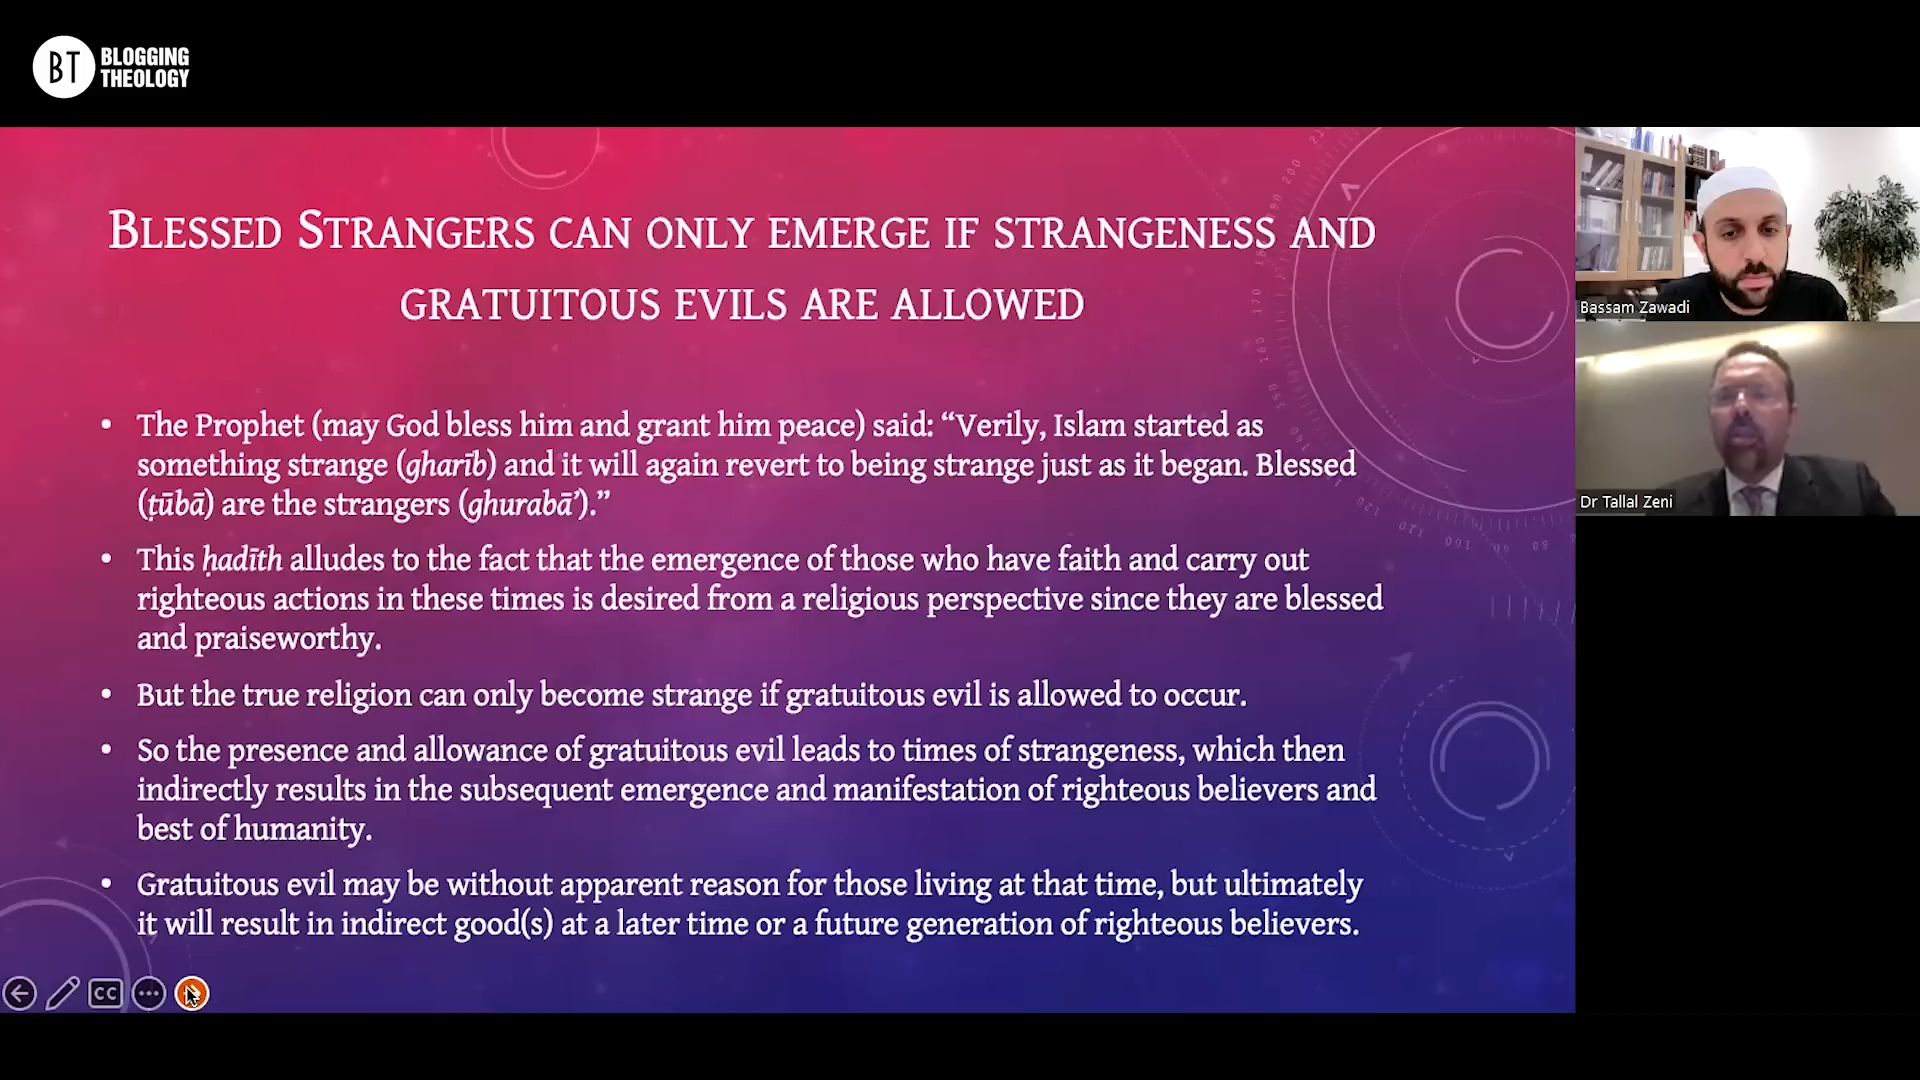 BT BLOGGING
THEOLOGY
BLESSED STRANGERS CAN ONLY EMERGE IF STRANGENESS AND
GRATUITOUS EVILS ARE ALLOWED
• The Prophet (may God bless him and grant him peace) said: “Verily, Islam started as
something strange (gharīb) and it will again revert to being strange just as it began. Blessed
(ṭūbā) are the strangers (ghurabā’).”
• This ḥadīth alludes to the fact that the emergence of those who have faith and carry out
righteous actions in these times is desired from a religious perspective since they are blessed
and praiseworthy.
• But the true religion can only become strange if gratuitous evil is allowed to occur.
• So the presence and allowance of gratuitous evil leads to times of strangeness, which then
indirectly results in the subsequent emergence and manifestation of righteous believers and
best of humanity.
• Gratuitous evil may be without apparent reason for those living at that time, but ultimately
it will result in indirect good(s) at a later time or a future generation of righteous believers.
CC
Bassam Zawadi
Dr Tallal Zeni